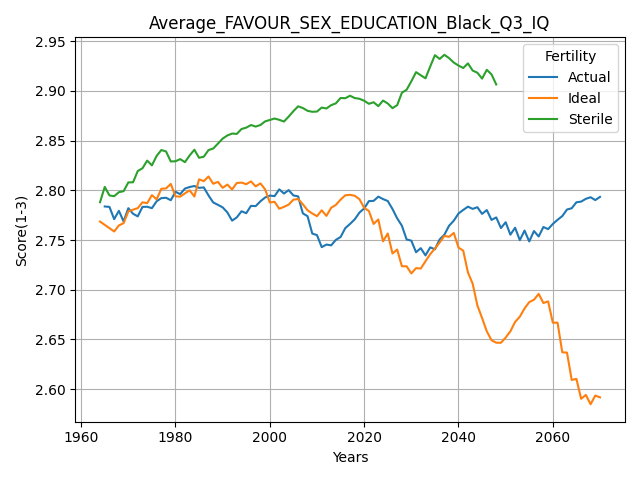 Average_FAVOUR_SEX_EDUCATION_Black_Q3_IQ
Score(1-3)
2.95
2.90
2.85
2.80
2.75
2.70
2.65
2.60
Fertility
Actual
Ideal
Sterile
1960
1980
2000
2020
2040
2060
Years